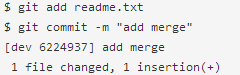 $ git add readme.txt
$ git commit -m "add merge"
[dev 6224937] add merge
 1 file changed, 1 insertion(+)